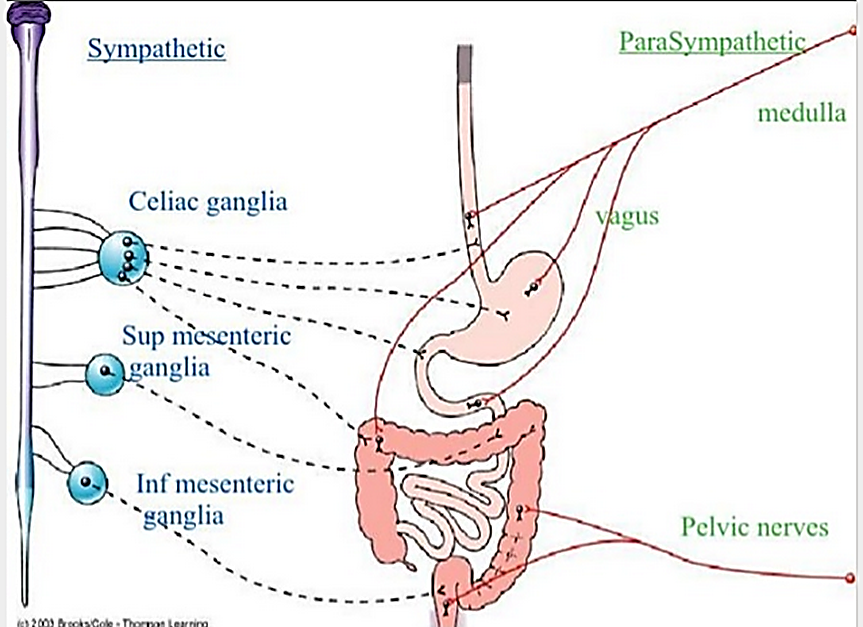 Sympathetic
ParaSympathetic
medulla
Celiac ganglia
vagus
Sup mesenteric
ganglia
Inf mesenteric
ganglia
Pelvic nerves
(c) 2003 Brooks/Cole - Thomson Learning